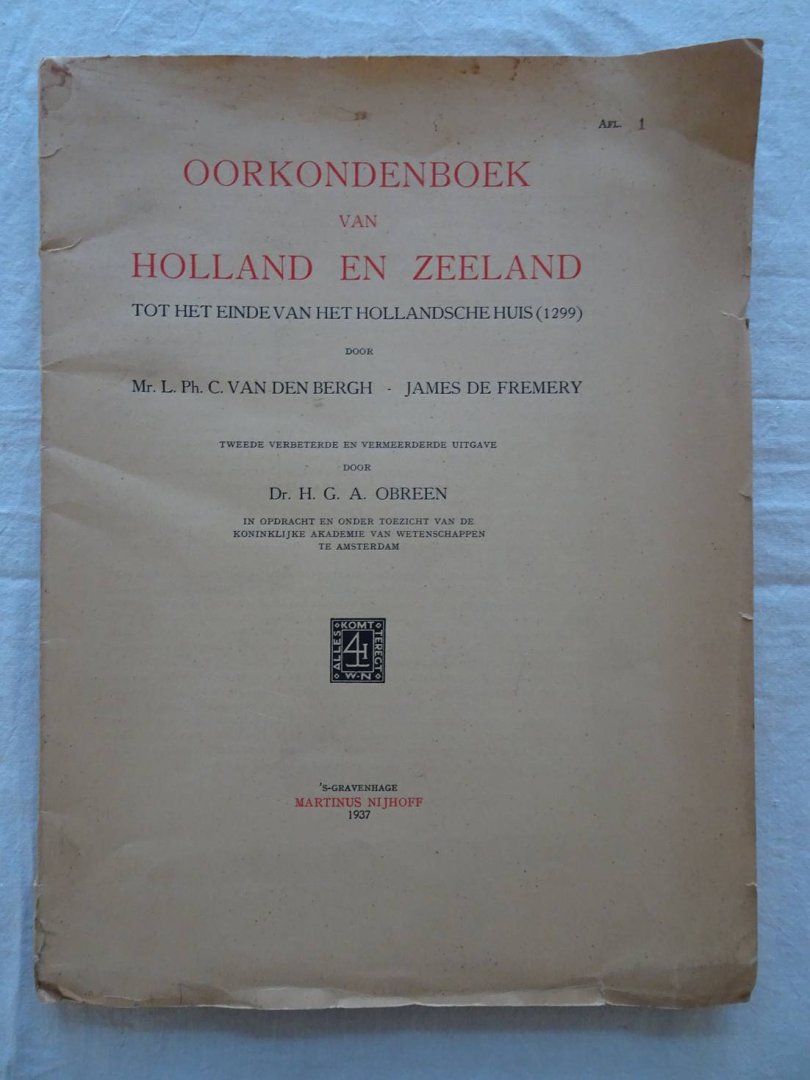 AFL. 1
OORKONDENBOEK
VAN
HOLLAND EN ZEELAND
TOT HET EINDE VAN HET HOLLANDSCHE HUIS (1299)
DOOR
Mr. L. Ph. C. VAN DEN BERGH - JAMES DE FREMERY
TWEEDE VERBETERDE EN VERMEERDERDE UITGAVE
DOOR
Dr. H. G. A. OBREEN
IN OPDRACHT EN ONDER TOEZICHT VAN DE
KONINKLIJKE AKADEMIE VAN WETENSCHAPPEN
TE AMSTERDAM
ALLES
KOMT
TERECT
W-N
'S-GRAVENHAGE
MARTINUS NIJHOFF
1937